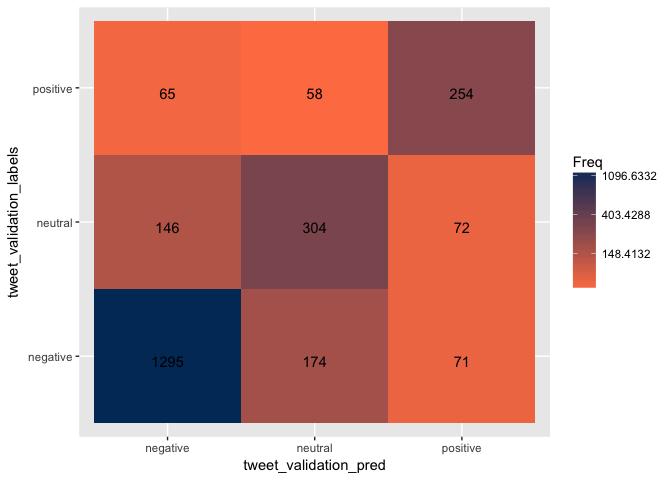 positive
65
58
254
neutral
146
304
72
negative
1295
174
71
negative
neutral
positive
tweet_validation_pred
tweet_validation_labels
Freq
1096.6332
403.4288
148.4132